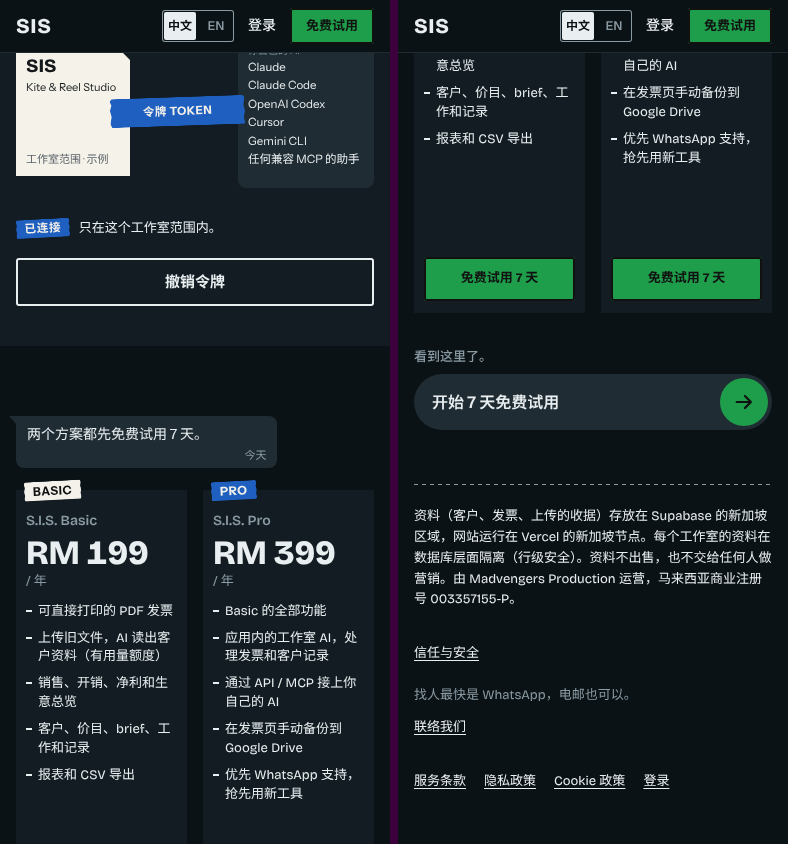 SIS
中文
EN
登录
免费试用
SIS
Kite & Reel Studio
工作室范围 · 示例
令牌 TOKEN
Claude
Claude Code
OpenAI Codex
Cursor
Gemini CLI
任何兼容 MCP 的助手
已连接
只在这个工作室范围内。
撤销令牌
两个方案都先免费试用 7 天。
今天
BASIC
S.I.S. Basic
RM 199
/ 年
– 可直接打印的 PDF 发票
– 上传旧文件，AI 读出客
户资料（有用量额度）
– 销售、开销、净利和生
意总览
– 客户、价目、brief、工
作和记录
– 报表和 CSV 导出
PRO
S.I.S. Pro
RM 399
/ 年
– Basic 的全部功能
– 应用内的工作室 AI，处
理发票和客户记录
– 通过 API / MCP 接上你
自己的 AI
– 在发票页手动备份到
Google Drive
– 优先 WhatsApp 支持，
抢先用新工具
SIS
中文
EN
登录
免费试用
意总览
– 客户、价目、brief、工
作和记录
– 报表和 CSV 导出
免费试用 7 天
自己的 AI
– 在发票页手动备份到
Google Drive
– 优先 WhatsApp 支持，
抢先用新工具
免费试用 7 天
看到这里了。
开始 7 天免费试用
资料（客户、发票、上传的收据）存放在 Supabase 的新加坡
区域，网站运行在 Vercel 的新加坡节点。每个工作室的资料在
数据库层面隔离（行级安全）。资料不出售，也不交给任何人做
营销。由 Madvengers Production 运营，马来西亚商业注册
号 003357155-P。
信任与安全
找人最快是 WhatsApp，电邮也可以。
联络我们
服务条款
隐私政策
Cookie 政策
登录